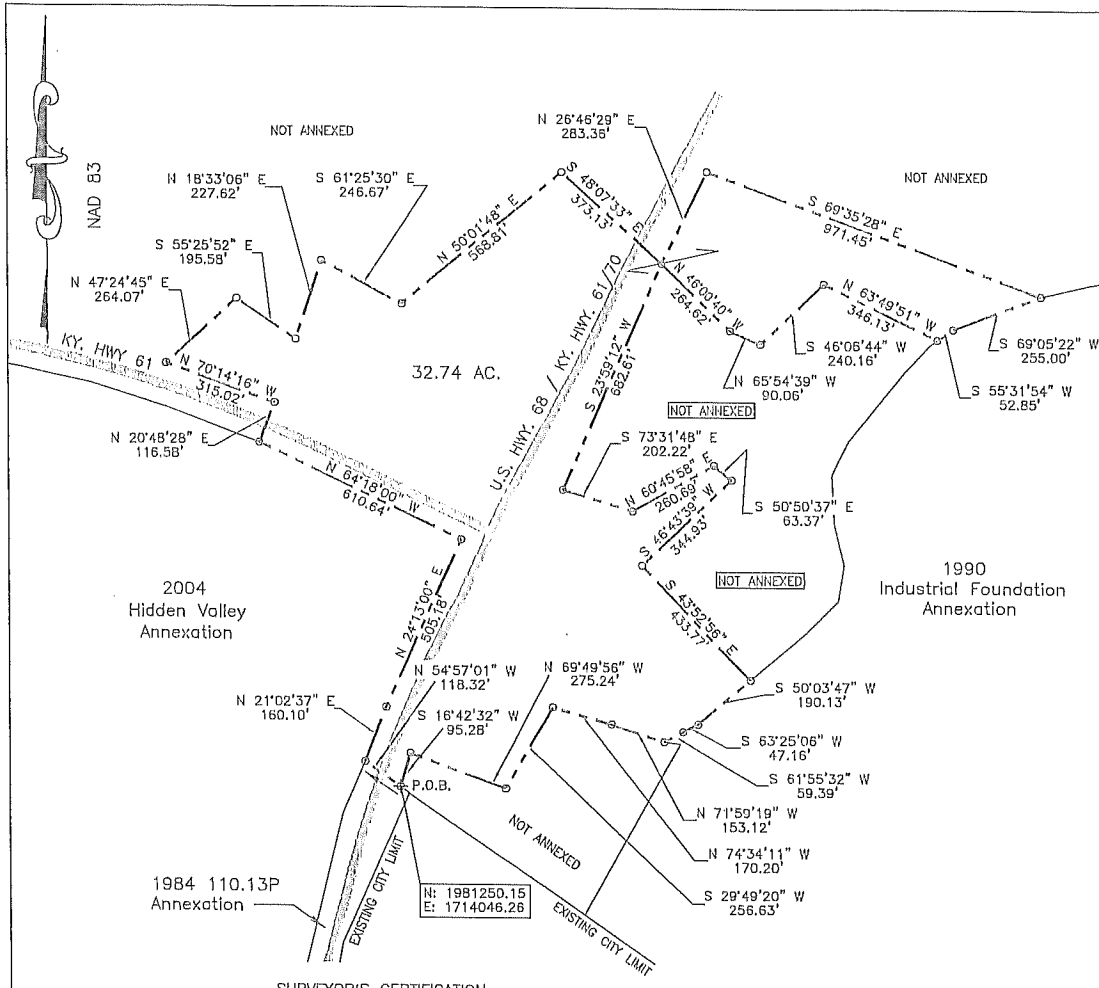 NAD 83
NOT ANNEXED
N 26°46'29" E
283.36'
N 18°33'06" E
227.62'
S 61°25'30" E
246.67'
S 55°25'52" E
195.58'
N 47°24'45" E
264.07'
N 50°01'48" E
568.81'
S 48°07'33" E
373.13'
NOT ANNEXED
S 69°35'28" E
971.45'
N 46°00'40" W
264.62'
N 63°49'51" W
346.13'
S 69°05'22" W
255.00'
S 46°06'44" W
240.16'
S 55°31'54" W
52.85'
N 65°54'39" W
90.06'
KY. HWY 61
N 70°14'16" W
315.02'
32.74 AC.
S 23°59'12" W
682.61'
U.S. HWY. 68 / KY. HWY. 61/70
NOT ANNEXED
N 20°48'28" E
116.58'
S 73°31'48" E
202.22'
N 60°45'58" E
260.69'
S 50°50'37" E
63.37'
N 64°18'00" W
610.64'
S 46°43'39" W
344.93'
NOT ANNEXED
1990
Industrial Foundation
Annexation
2004
Hidden Valley
Annexation
S 43°52'56" E
433.77'
N 24°13'00" E
505.18'
N 54°57'01" W
118.32'
N 69°49'56" W
275.24'
N 21°02'37" E
160.10'
S 16°42'32" W
95.28'
S 50°03'47" W
190.13'
S 63°25'06" W
47.16'
P.O.B.
S 61°55'32" W
59.39'
N 71°59'19" W
153.12'
NOT ANNEXED
N 74°34'11" W
170.20'
1984 110.13P
Annexation
EXISTING CITY LIMIT
N: 1981250.15
E: 1714046.26
S 29°49'20" W
256.63'
EXISTING CITY LIMIT
SURVEYOR'S CERTIFICATION